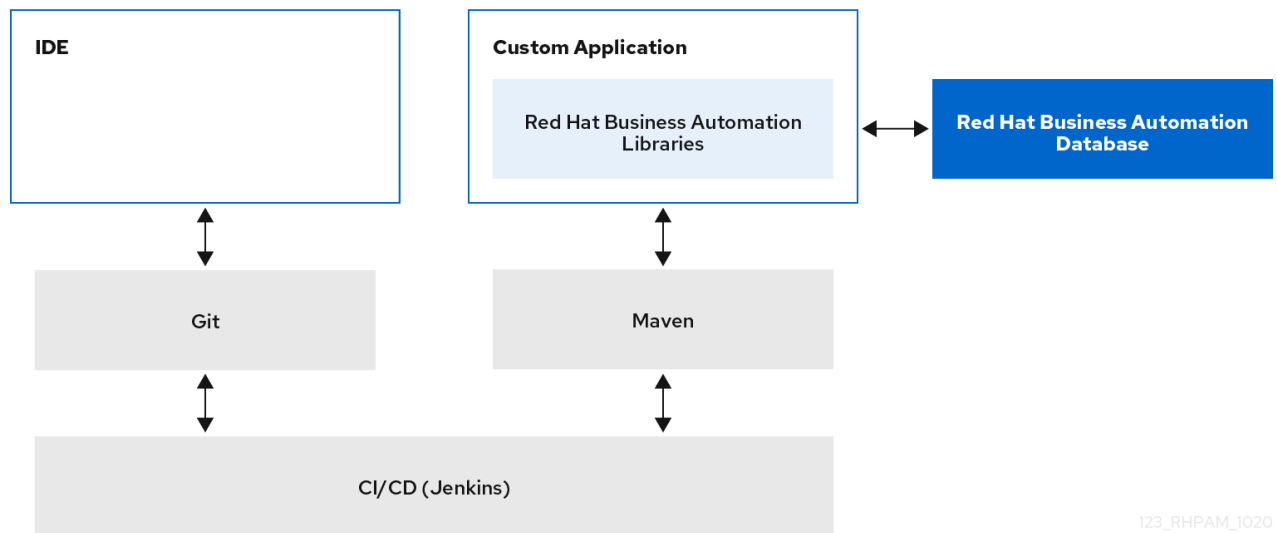 IDE
Custom Application
Red Hat Business Automation
Libraries
Red Hat Business Automation
Database
Git
Maven
CI/CD (Jenkins)
123_RHPAM_1020